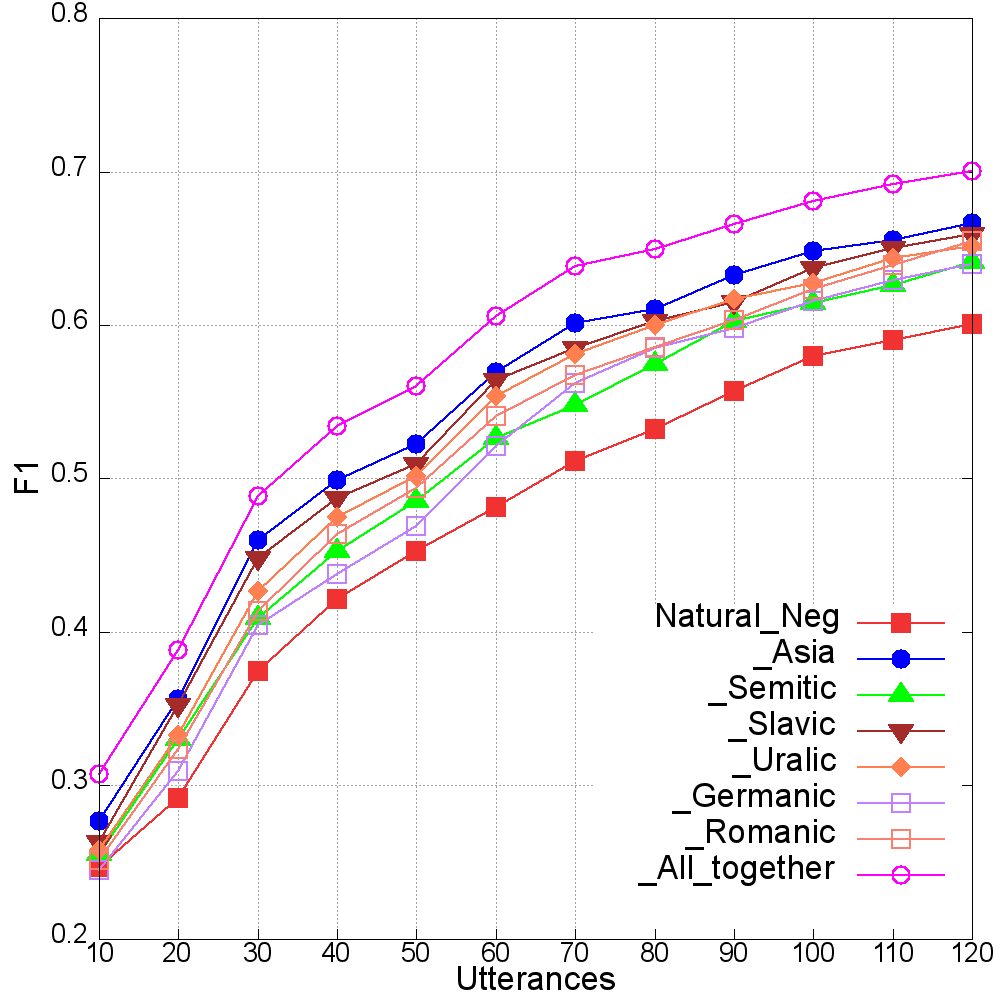 0.8
0.7
0.6
0.5
0.4
0.3
0.2
F1
Natural_Neg
_Asia
_Semitic
_Slavic
_Uralic
_Germanic
_Romanic
_All_together
10 20 30 40 50 60 70 80 90 100 110 120
Utterances